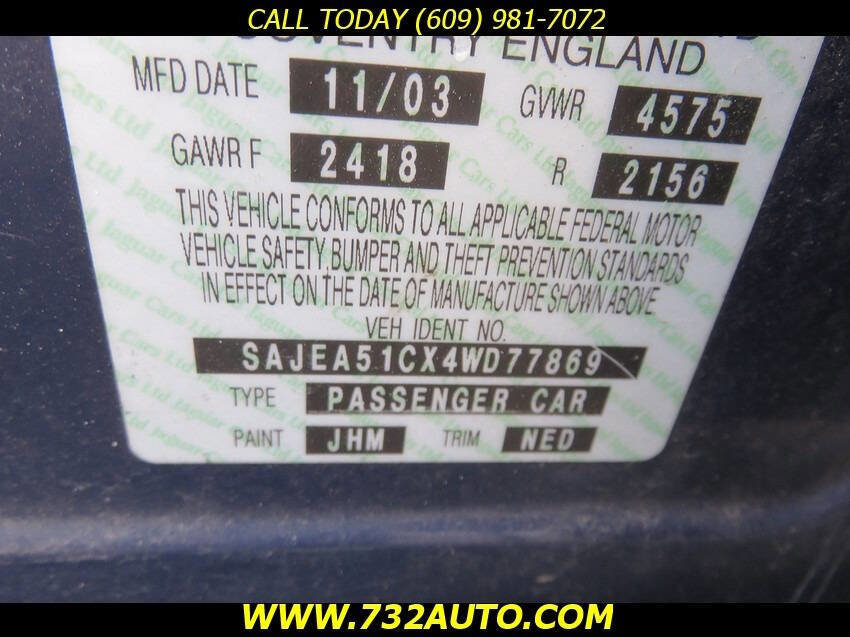 CALL TODAY (609) 981-7072
COVENTRY ENGLAND
MFD DATE 11/03 GVWR 4575
GAWR F 2418 R 2156
THIS VEHICLE CONFORMS TO ALL APPLICABLE FEDERAL MOTOR
VEHICLE SAFETY, BUMPER AND THEFT PREVENTION STANDARDS
IN EFFECT ON THE DATE OF MANUFACTURE SHOWN ABOVE
VEH IDENT NO.
SAJEA51CX4WD77869
TYPE PASSENGER CAR
PAINT JHM TRIM NED
WWW.732AUTO.COM